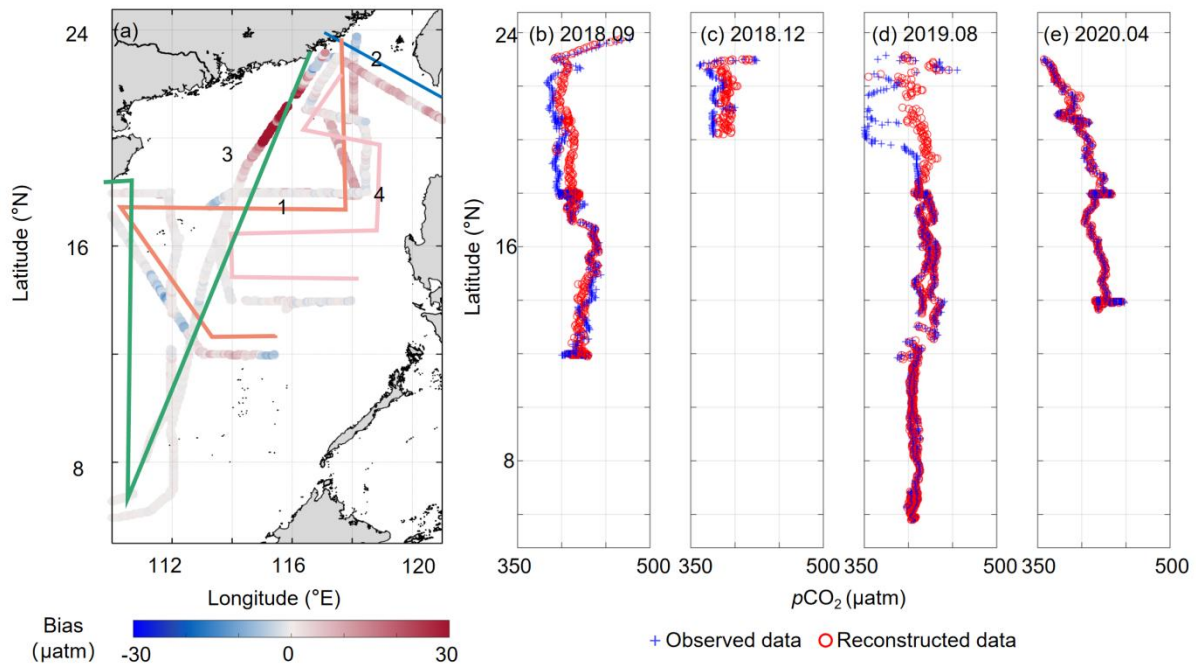 (a)
(b) 2018.09
(c) 2018.12
(d) 2019.08
(e) 2020.04
24
16
8
Latitude (°N)
1
2
3
4
112
116
120
Longitude (°E)
24
16
8
Latitude (°N)
350
500
350
500
350
500
350
500
pCO₂ (μatm)
Bias
(μatm)
-30
0
30
+ Observed data
○ Reconstructed data